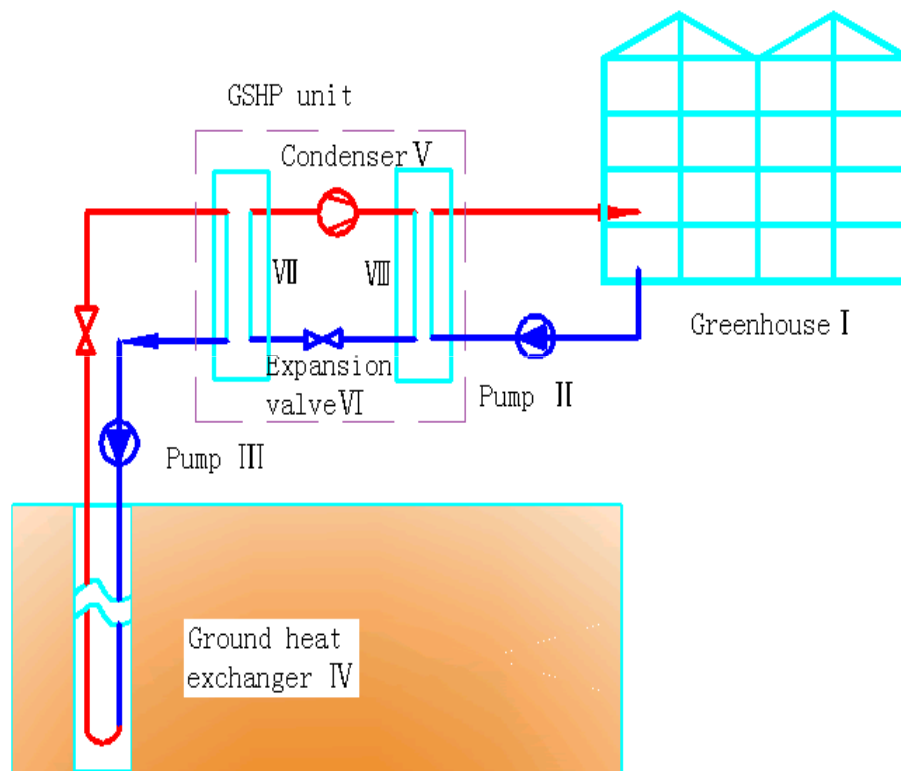 GSHP unit
Condenser Ⅴ
Ⅶ
Ⅷ
Greenhouse Ⅰ
Expansion
valve Ⅵ
Pump Ⅱ
Pump Ⅲ
Ground heat
exchanger Ⅳ